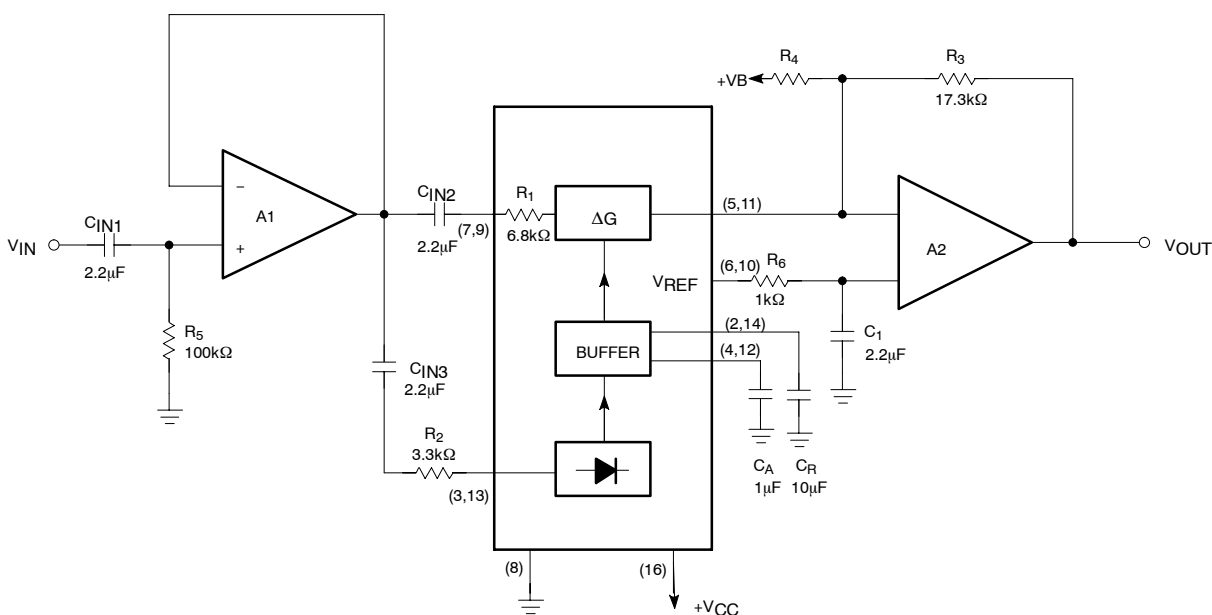 R4
R3
+VB
17.3kΩ
−
A1
+
CIN2
2.2μF
(7,9)
R1
6.8kΩ
ΔG
(5,11)
VIN
CIN1
2.2μF
A2
VOUT
VREF
(6,10)
R6
1kΩ
R5
100kΩ
(2,14)
C1
2.2μF
BUFFER
(4,12)
CIN3
2.2μF
R2
3.3kΩ
(3,13)
CA
1μF
CR
10μF
(8)
(16)
+VCC